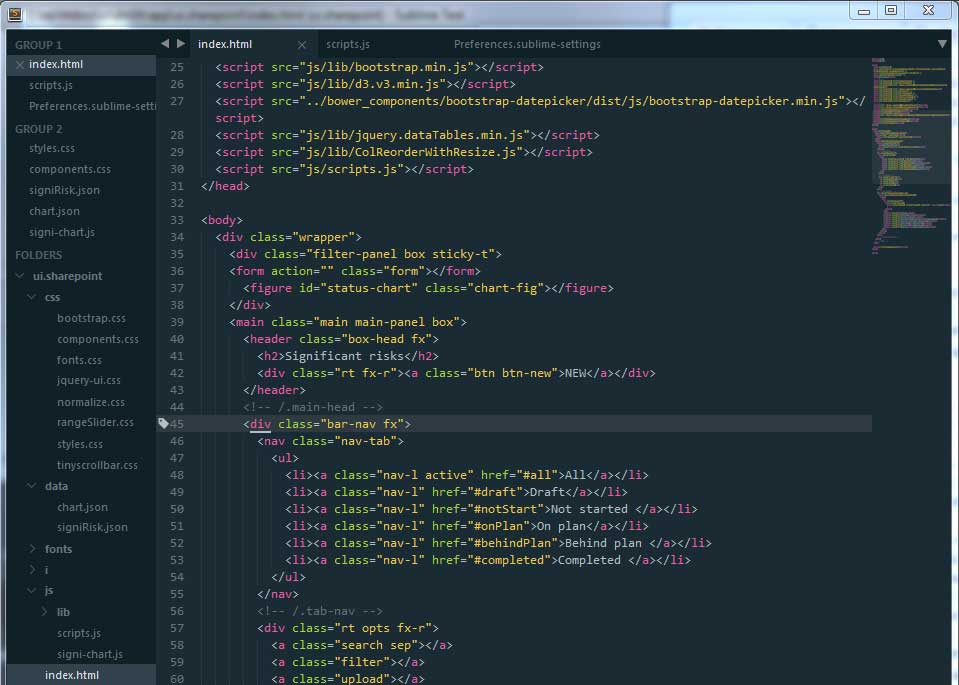 GROUP 1
index.html
scripts.js
Preferences.sublime-setti
GROUP 2
styles.css
components.css
signiRisk.json
chart.json
signi-chart.js
FOLDERS
ui.sharepoint
css
bootstrap.css
components.css
fonts.css
jquery-ui.css
normalize.css
rangeSlider.css
styles.css
tinyscrollbar.css
data
chart.json
signiRisk.json
fonts
i
js
lib
scripts.js
signi-chart.js
index.html
index.html scripts.js Preferences.sublime-settings
25 <script src="js/lib/bootstrap.min.js"></script>
26 <script src="js/lib/d3.v3.min.js"></script>
27 <script src="../bower_components/bootstrap-datepicker/dist/js/bootstrap-datepicker.min.js"></
script>
28 <script src="js/lib/jquery.dataTables.min.js"></script>
29 <script src="js/lib/ColReorderWithResize.js"></script>
30 <script src="js/scripts.js"></script>
31 </head>
32
33 <body>
34 <div class="wrapper">
35 <div class="filter-panel box sticky-t">
36 <form action="" class="form"></form>
37 <figure id="status-chart" class="chart-fig"></figure>
38 </div>
39 <main class="main main-panel box">
40 <header class="box-head fx">
41 <h2>Significant risks</h2>
42 <div class="rt fx-r"><a class="btn btn-new">NEW</a></div>
43 </header>
44 <!-- /.main-head -->
45 <div class="bar-nav fx">
46 <nav class="nav-tab">
47 <ul>
48 <li><a class="nav-l active" href="#all">All</a></li>
49 <li><a class="nav-l" href="#draft">Draft</a></li>
50 <li><a class="nav-l" href="#notStart">Not started </a></li>
51 <li><a class="nav-l" href="#onPlan">On plan</a></li>
52 <li><a class="nav-l" href="#behindPlan">Behind plan </a></li>
53 <li><a class="nav-l" href="#completed">Completed </a></li>
54 </ul>
55 </nav>
56 <!-- /.tab-nav -->
57 <div class="rt opts fx-r">
58 <a class="search sep"></a>
59 <a class="filter"></a>
60 <a class="upload"></a>